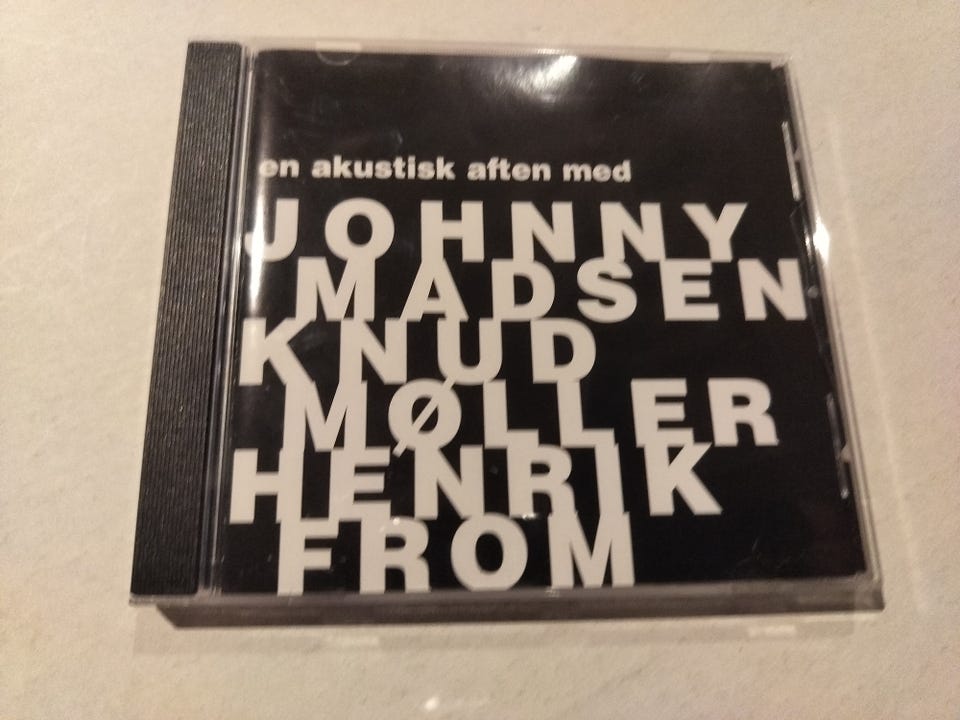 en akustisk aften med
JOHNNY
MADSEN
KNUD
MØLLER
HENRIK
FROM